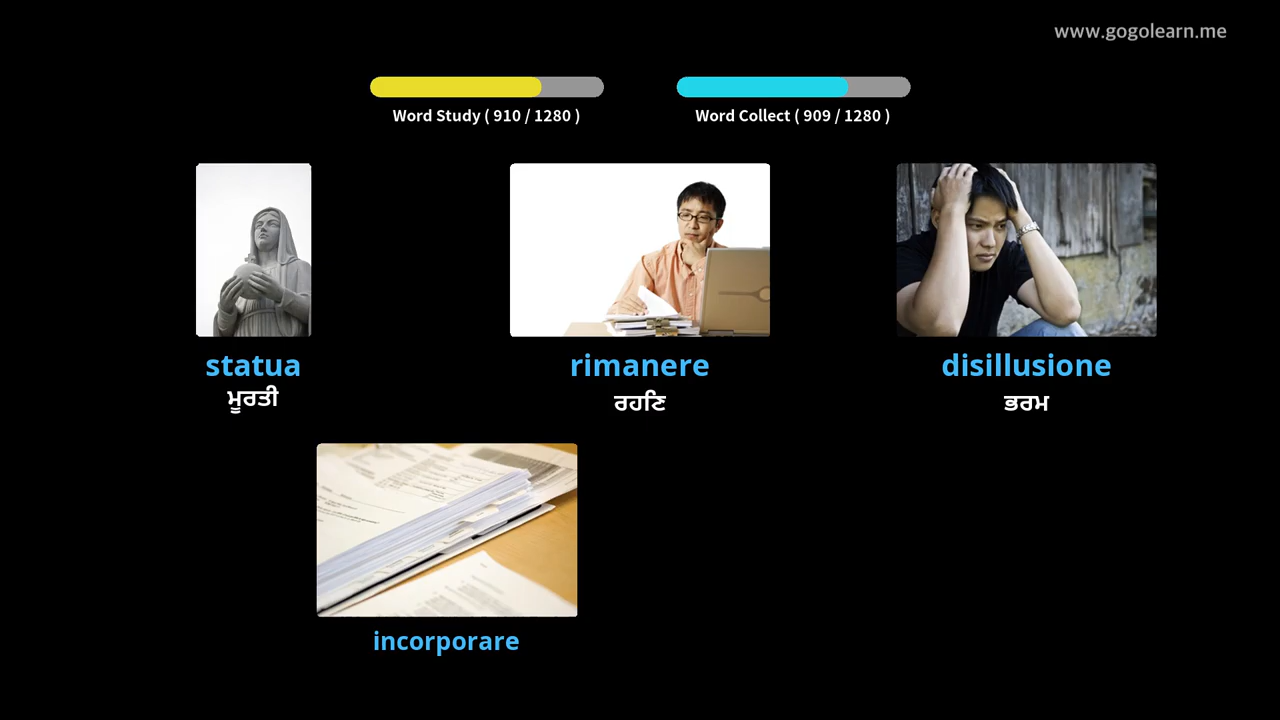 www.gogolearn.me
Word Study ( 910 / 1280 )
Word Collect ( 909 / 1280 )
statua
ਮੂਰਤੀ
rimanere
ਰਹਣਿ
disillusione
ਭਰਮ
incorporare